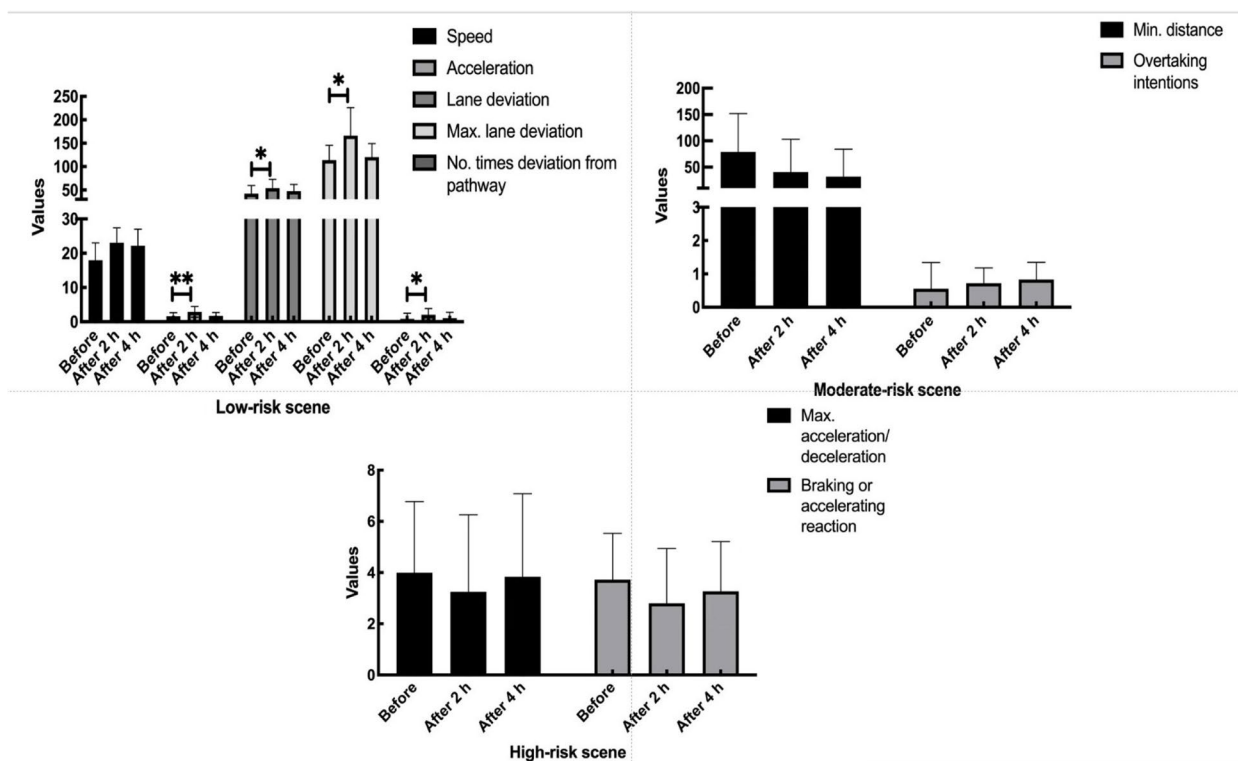 Speed
Acceleration
Lane deviation
Max. lane deviation
No. times deviation from
pathway
Values
250
200
150
100
50
30
20
10
0
*
*
**
*
Before
After 2 h
After 4 h
Before
After 2 h
After 4 h
Before
After 2 h
After 4 h
Before
After 2 h
After 4 h
Before
After 2 h
After 4 h
Low-risk scene
Min. distance
Overtaking
intentions
Values
200
150
100
50
3
2
1
0
Before
After 2 h
After 4 h
Before
After 2 h
After 4 h
Moderate-risk scene
Max.
acceleration/
deceleration
Braking or
accelerating
reaction
Values
8
6
4
2
0
Before
After 2 h
After 4 h
Before
After 2 h
After 4 h
High-risk scene